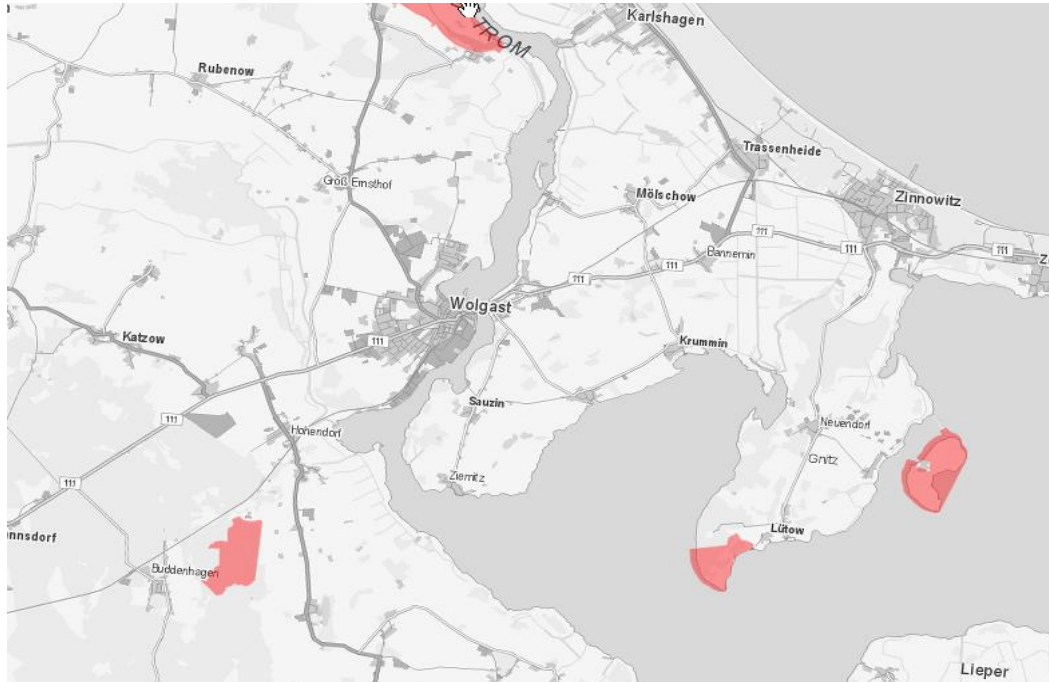 TROM
Karlshagen
Rubenow
Trassenheide
Groß Ernsthof
Mölschow
Zinnowitz
111
Bannemin
111
111
111
111
Wolgast
111
Katzow
Krummin
Sauzin
111
Neuendorf
Hohendorf
Gnitz
Ziemitz
111
Lütow
nnsdorf
Buddenhagen
Lieper